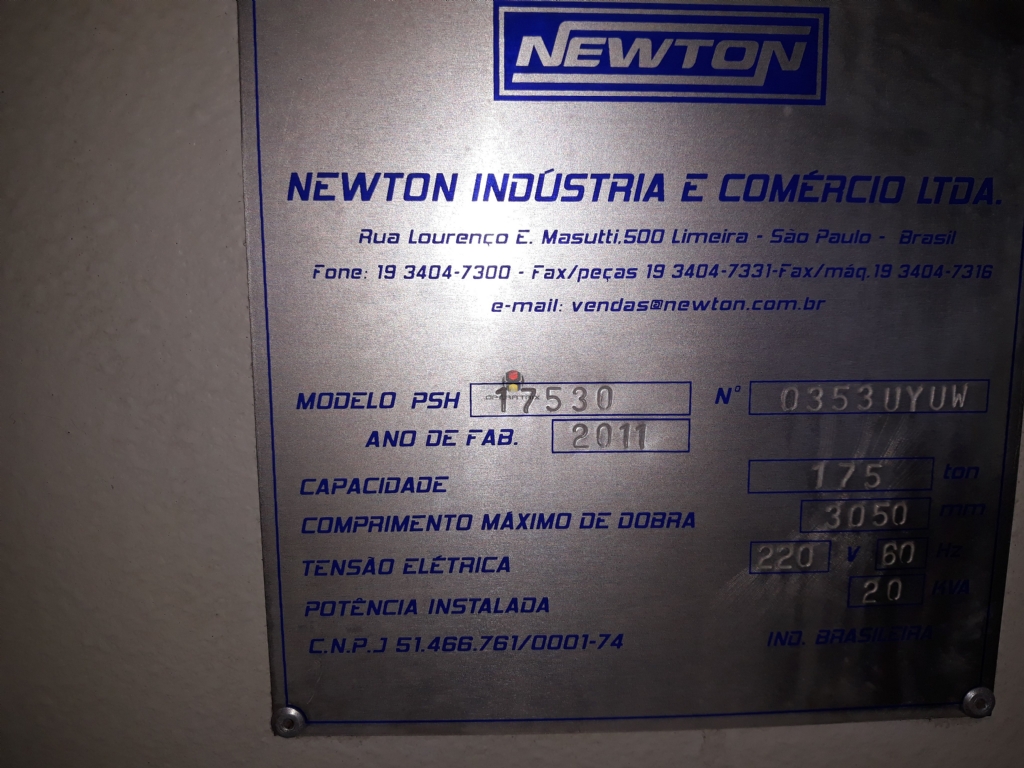 NEWTON
NEWTON INDÚSTRIA E COMÉRCIO LTDA.
Rua Lourenço E. Masutti,500 Limeira - São Paulo - Brasil
Fone: 19 3404-7300 - Fax/peças 19 3404-7331-Fax/máq.19 3404-7316
e-mail: vendas@newton.com.br
MODELO PSH 17530 Nº 0353UYUW
OPERATRIX
ANO DE FAB. 2011
CAPACIDADE 175 ton
COMPRIMENTO MÁXIMO DE DOBRA 3050 mm
TENSÃO ELÉTRICA 220 V 60 Hz
POTÊNCIA INSTALADA 20 KVA
C.N.P.J 51.466.761/0001-74 IND. BRASILEIRA